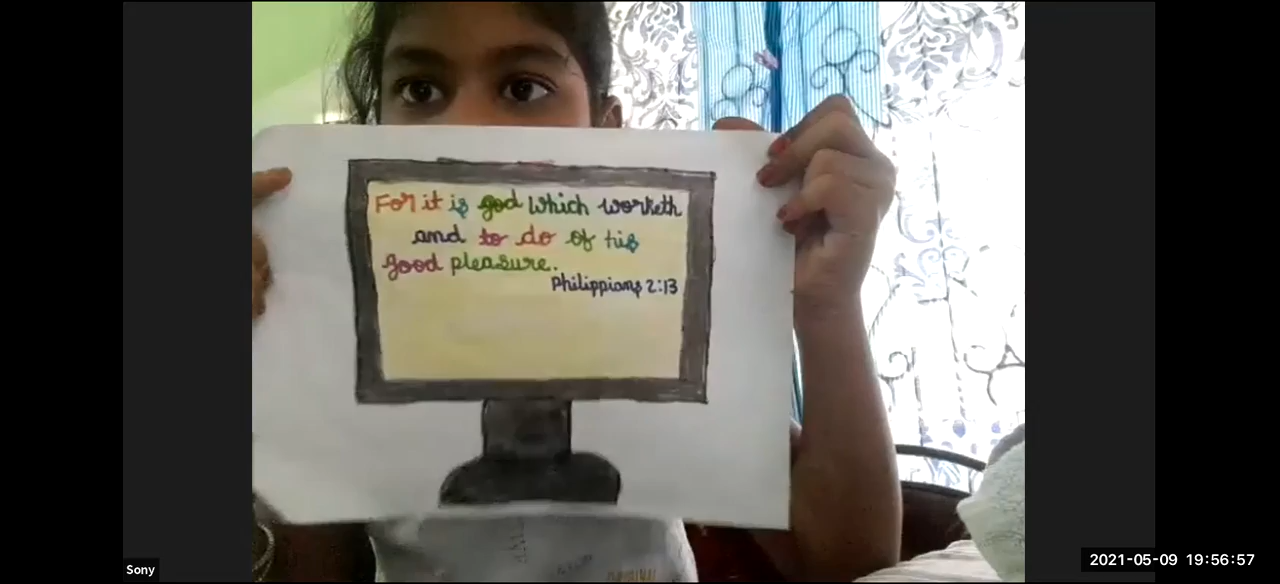 For it is god which worketh
and to do of his
good pleasure.
Philippians 2:13
Sony
2021-05-09 19:56:57